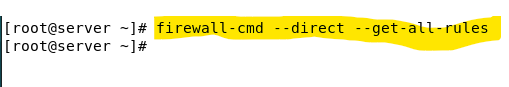 [root@server ~]# firewall-cmd --direct --get-all-rules
[root@server ~]#